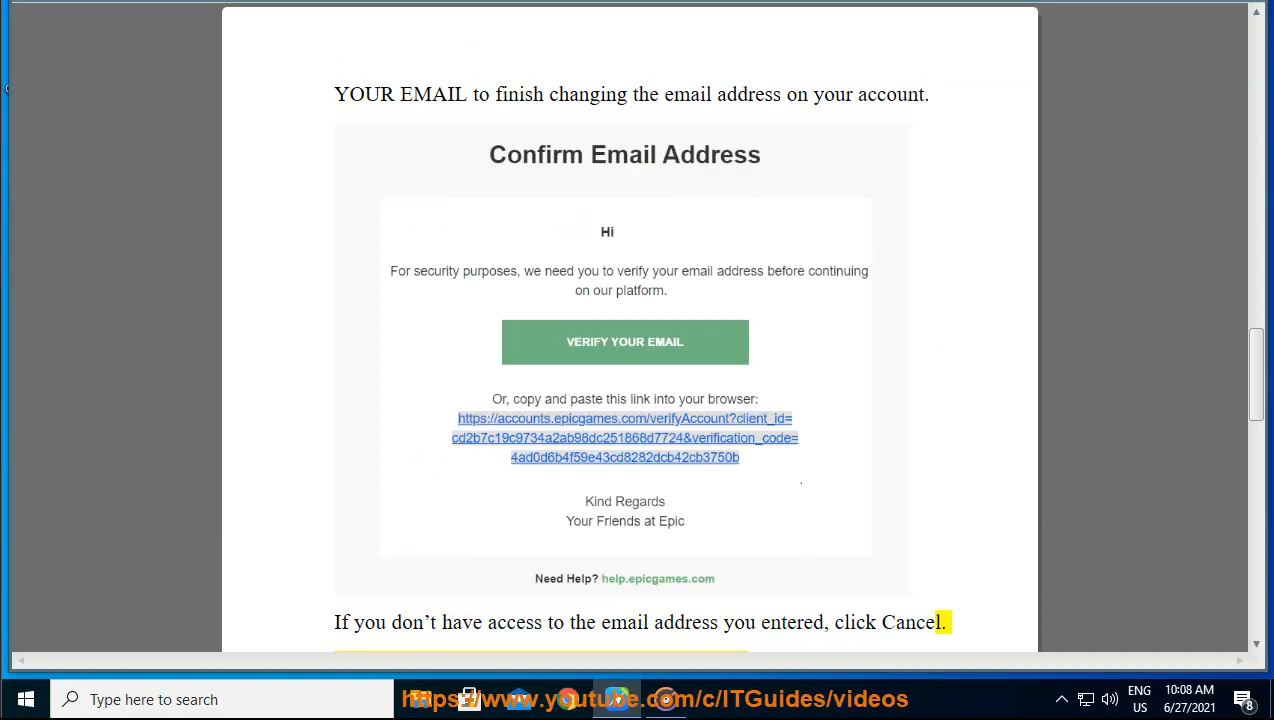 YOUR EMAIL to finish changing the email address on your account.
Confirm Email Address
Hi
For security purposes, we need you to verify your email address before continuing
on our platform.
VERIFY YOUR EMAIL
Or, copy and paste this link into your browser:
https://accounts.epicgames.com/verifyAccount?client_id=
cd2b7c19c9734a2ab98dc251868d7724&verification_code=
4ad0d6b4f59e43cd8282dcb42cb3750b
Kind Regards
Your Friends at Epic
Need Help? help.epicgames.com
If you don’t have access to the email address you entered, click Cancel.
Type here to search
https://www.youtube.com/c/ITGuides/videos
ENG
US
10:08 AM
6/27/2021
8